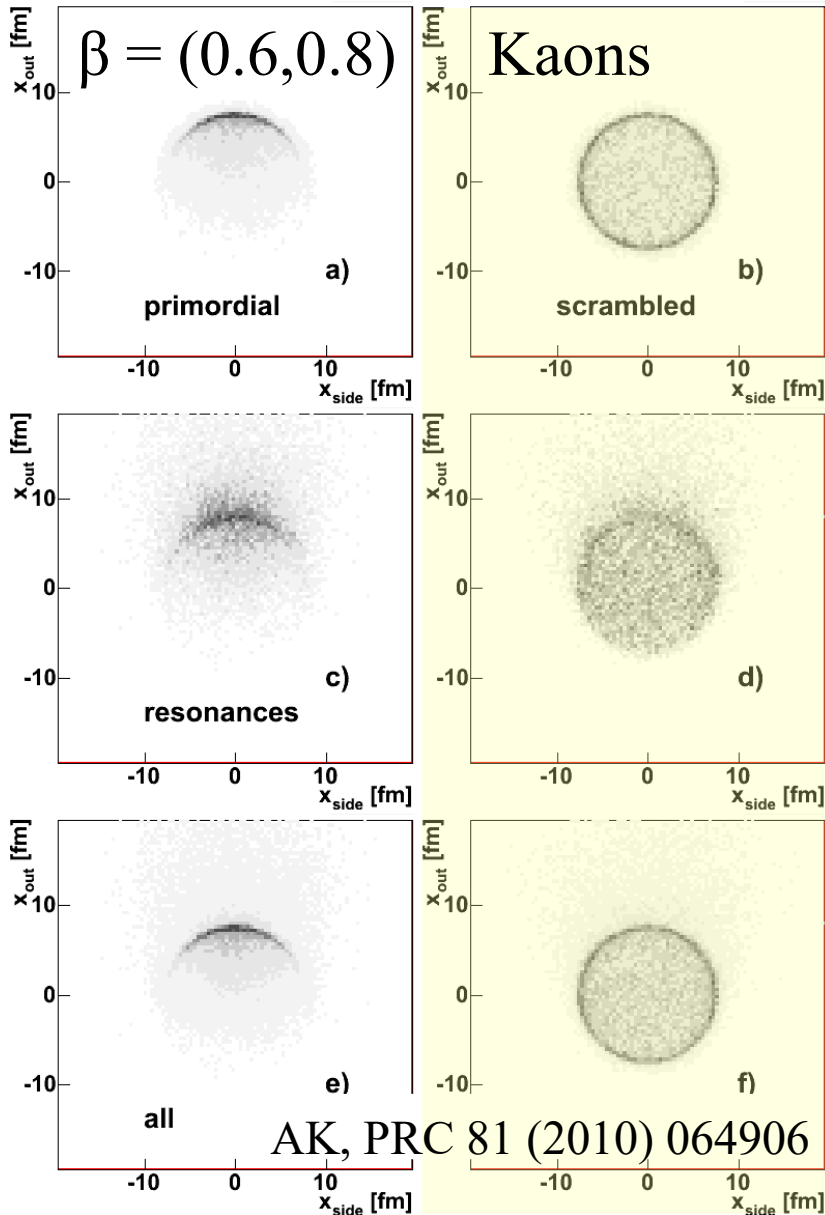 β = (0.6,0.8)
Kaons
x_out [fm]
10
0
-10
a)
primordial
-10 0 10
x_side [fm]
x_out [fm]
10
0
-10
b)
scrambled
-10 0 10
x_side [fm]
x_out [fm]
10
0
-10
c)
resonances
-10 0 10
x_side [fm]
x_out [fm]
10
0
-10
d)
-10 0 10
x_side [fm]
x_out [fm]
10
0
-10
e)
all
-10 0 10
x_side [fm]
x_out [fm]
10
0
-10
f)
AK, PRC 81 (2010) 064906
-10 0 10
x_side [fm]